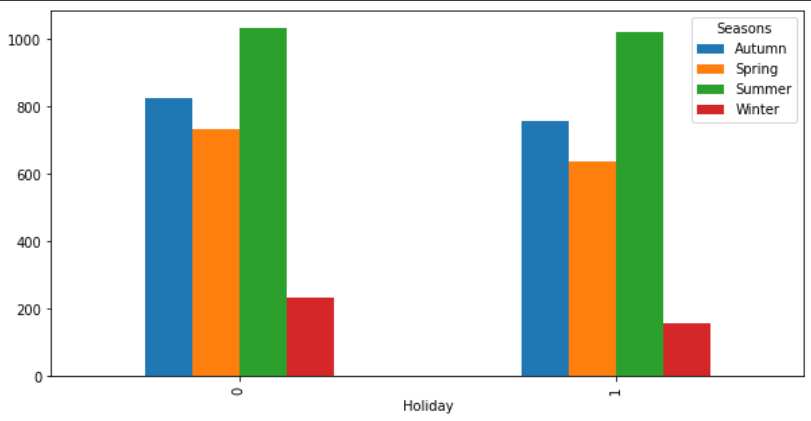 1000
800
600
400
200
0
Seasons
Autumn
Spring
Summer
Winter
0
1
Holiday